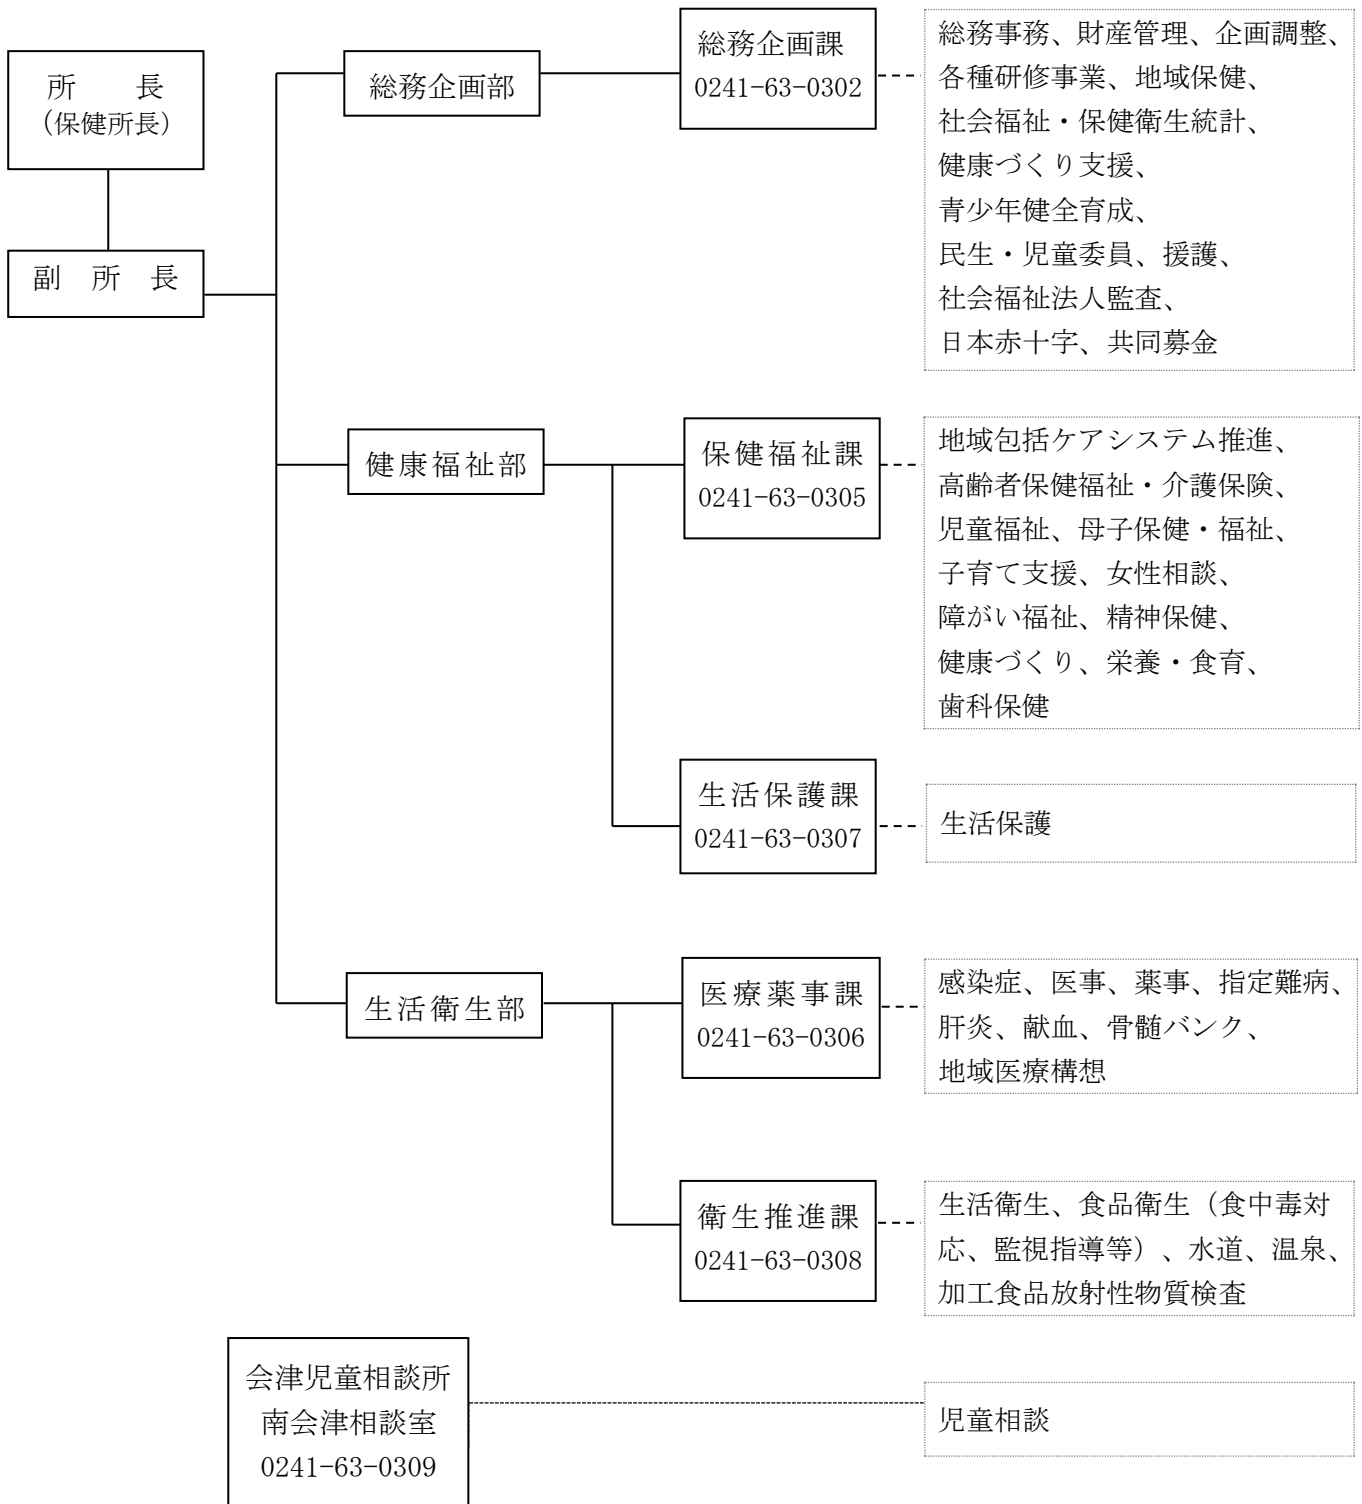 所　　長
（保健所長）
副　所　長
総務企画部
総務企画課
0241-63-0302
総務事務、財産管理、企画調整、
各種研修事業、地域保健、
社会福祉・保健衛生統計、
健康づくり支援、
青少年健全育成、
民生・児童委員、援護、
社会福祉法人監査、
日本赤十字、共同募金
健康福祉部
保健福祉課
0241-63-0305
地域包括ケアシステム推進、
高齢者保健福祉・介護保険、
児童福祉、母子保健・福祉、
子育て支援、女性相談、
障がい福祉、精神保健、
健康づくり、栄養・食育、
歯科保健
生活保護課
0241-63-0307
生活保護
生活衛生部
医療薬事課
0241-63-0306
感染症、医事、薬事、指定難病、
肝炎、献血、骨髄バンク、
地域医療構想
衛生推進課
0241-63-0308
生活衛生、食品衛生（食中毒対
応、監視指導等）、水道、温泉、
加工食品放射性物質検査
会津児童相談所
南会津相談室
0241-63-0309
児童相談